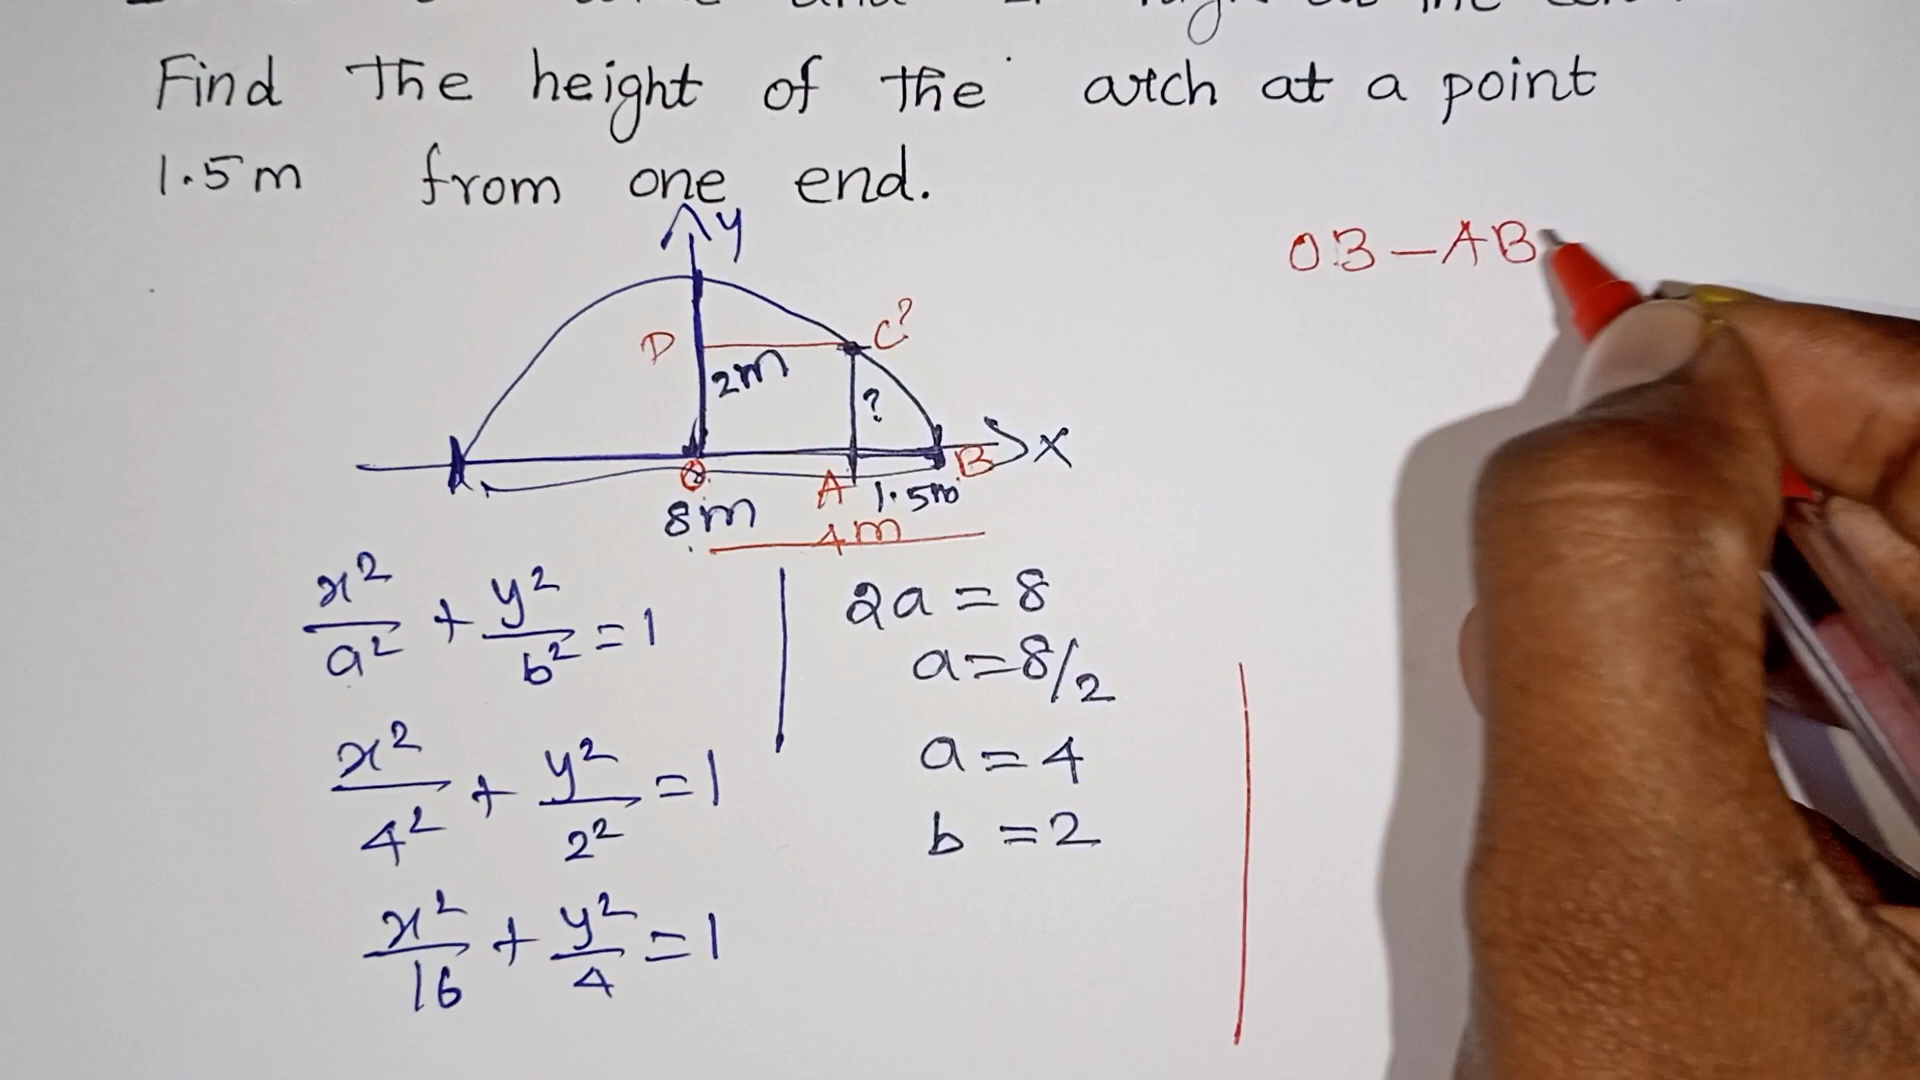 Find the height of the arch at a point
1.5m from one end.
y
OB-AB
D
C?
2m
?
X
O
A
B
1.5m
8m
4m
x²/a² + y²/b² = 1
2a = 8
a = 8/2
x²/4² + y²/2² = 1
a = 4
b = 2
x²/16 + y²/4 = 1